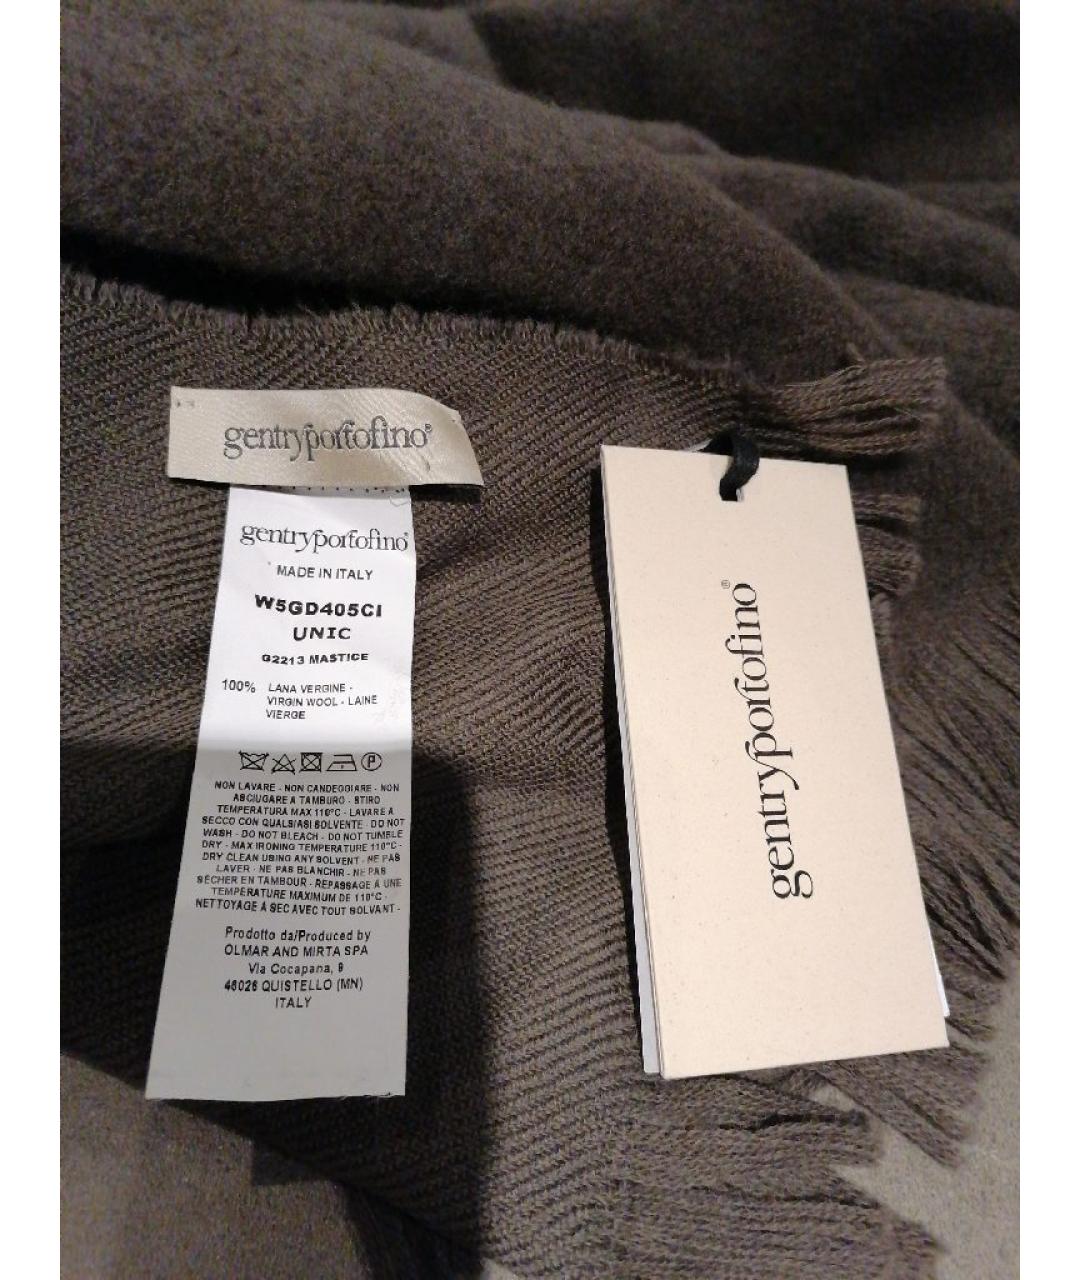 gentryportofino®
gentryportofino®
MADE IN ITALY
W5GD405CI
UNIC
G2213 MASTICE
100% LANA VERGINE -
VIRGIN WOOL - LAINE
VIERGE
P
NON LAVARE - NON CANDEGGIARE - NON
ASCIUGARE A TAMBURO - STIRO
TEMPERATURA MAX 110°C - LAVARE A
SECCO CON QUALSIASI SOLVENTE - DO NOT
WASH - DO NOT BLEACH - DO NOT TUMBLE
DRY - MAX IRONING TEMPERATURE 110°C -
DRY CLEAN USING ANY SOLVENT - NE PAS
LAVER - NE PAS BLANCHIR - NE PAS
SÉCHER EN TAMBOUR - REPASSAGE À UNE
TEMPÉRATURE MAXIMUM DE 110°C -
NETTOYAGE À SEC AVEC TOUT SOLVANT -
Prodotto da/Produced by
OLMAR AND MIRTA SPA
Via Cocapana, 9
46026 QUISTELLO (MN)
ITALY
gentryportofino®